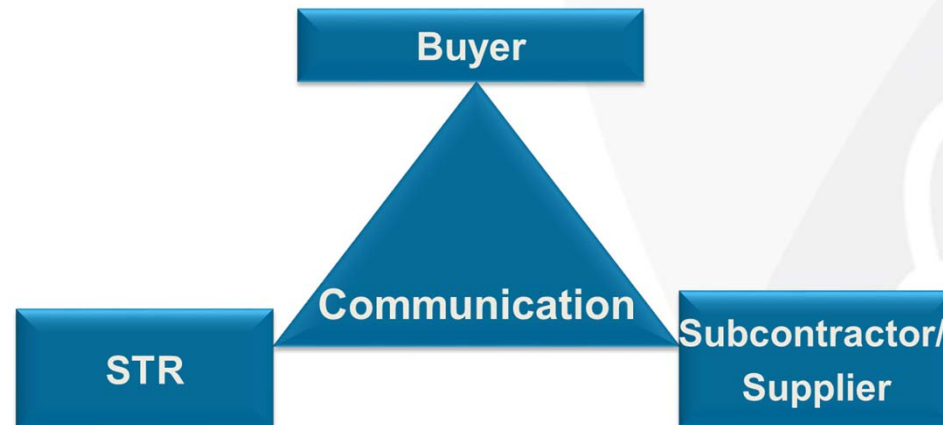 Buyer
Communication
STR
Subcontractor/
Supplier